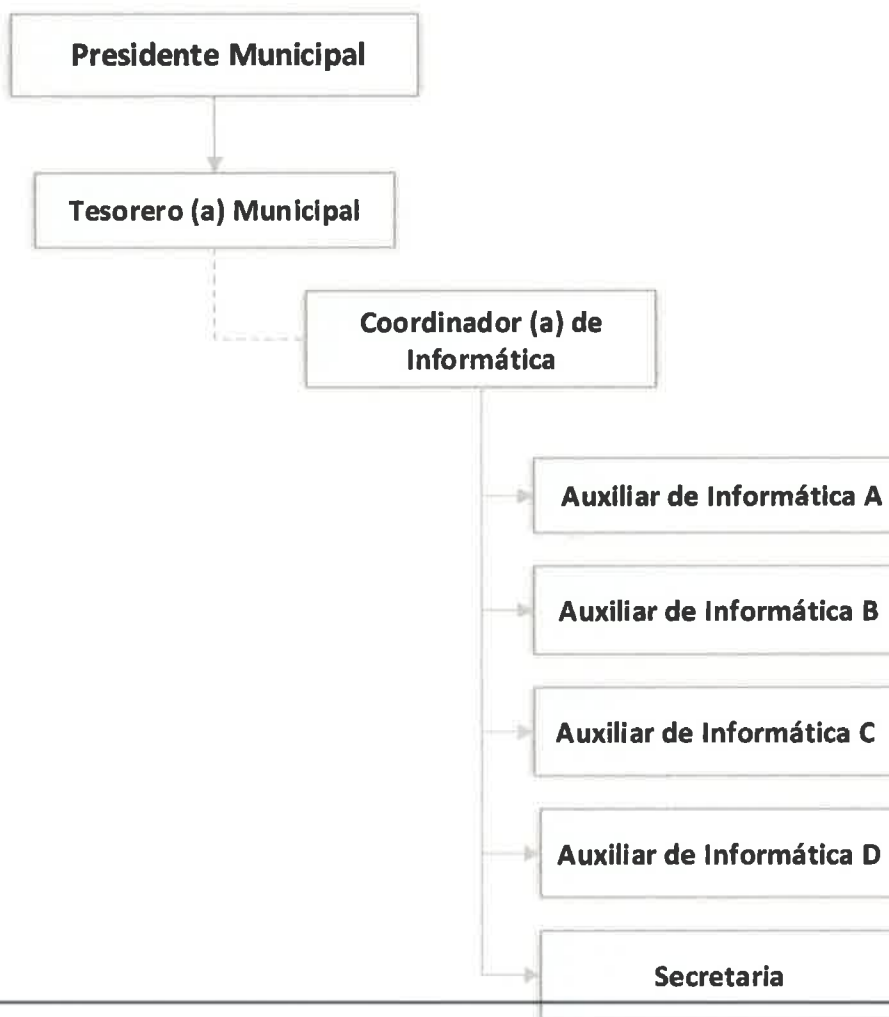 Presidente Municipal
Tesorero (a) Municipal
Coordinador (a) de
Informática
Auxiliar de Informática A
Auxiliar de Informática B
Auxiliar de Informática C
Auxiliar de Informática D
Secretaria